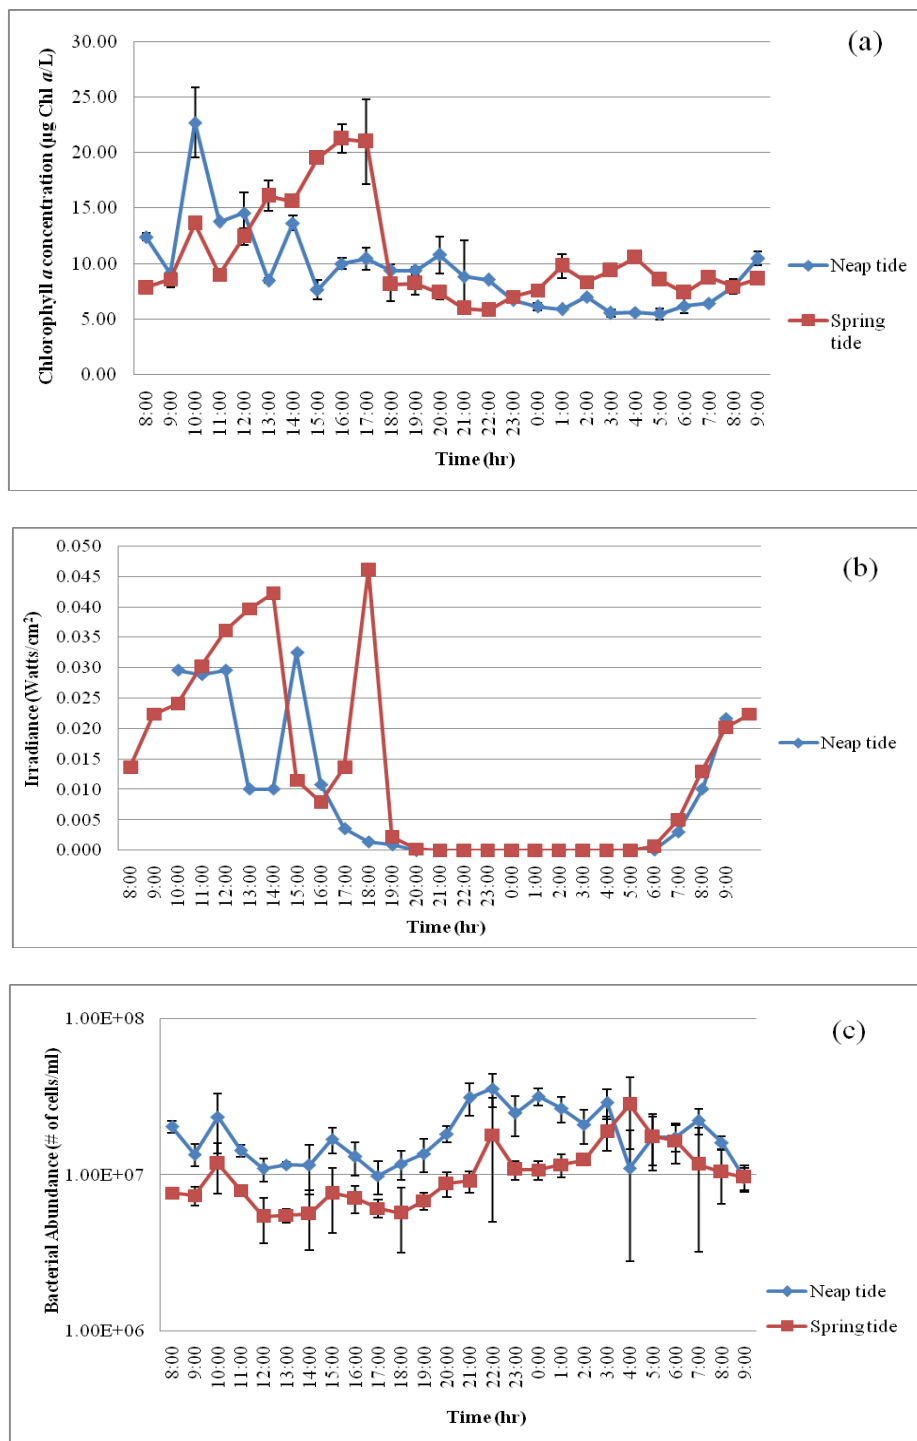 (a)
Chlorophyll a concentration (µg Chl a/L)
30.00
25.00
20.00
15.00
10.00
5.00
0.00
8:00 9:00 10:00 11:00 12:00 13:00 14:00 15:00 16:00 17:00 18:00 19:00 20:00 21:00 22:00 23:00 0:00 1:00 2:00 3:00 4:00 5:00 6:00 7:00 8:00 9:00
Time (hr)
Neap tide
Spring
tide
(b)
Irradiance (Watts/cm²)
0.050
0.045
0.040
0.035
0.030
0.025
0.020
0.015
0.010
0.005
0.000
8:00 9:00 10:00 11:00 12:00 13:00 14:00 15:00 16:00 17:00 18:00 19:00 20:00 21:00 22:00 23:00 0:00 1:00 2:00 3:00 4:00 5:00 6:00 7:00 8:00 9:00
Time (hr)
Neap tide
(c)
Bacterial Abundance (# of cells/ml)
1.00E+08
1.00E+07
1.00E+06
8:00 9:00 10:00 11:00 12:00 13:00 14:00 15:00 16:00 17:00 18:00 19:00 20:00 21:00 22:00 23:00 0:00 1:00 2:00 3:00 4:00 5:00 6:00 7:00 8:00 9:00
Time (hr)
Neap tide
Spring tide